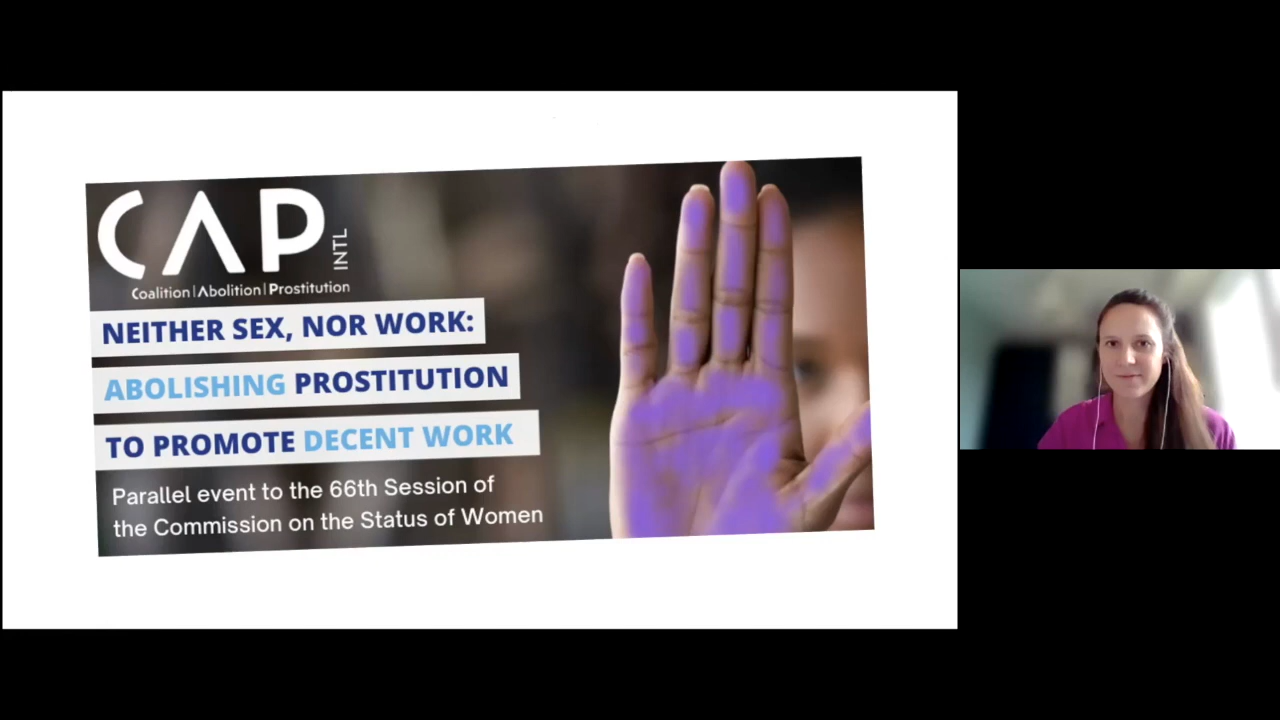 CAP
INTL
Coalition | Abolition | Prostitution
NEITHER SEX, NOR WORK:
ABOLISHING PROSTITUTION
TO PROMOTE DECENT WORK
Parallel event to the 66th Session of
the Commission on the Status of Women